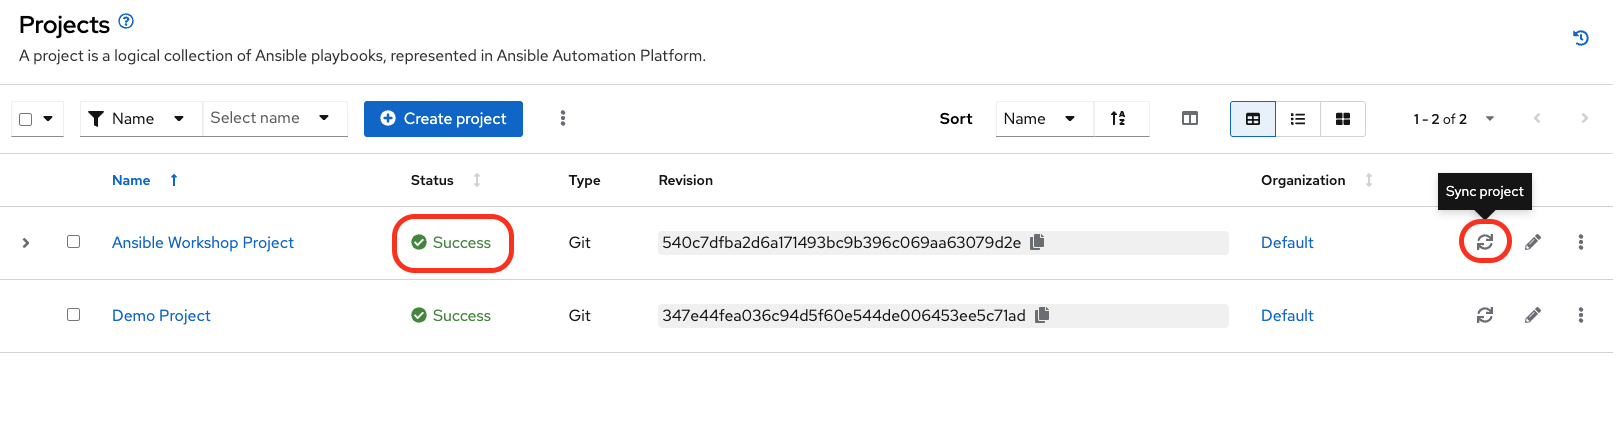 Projects
A project is a logical collection of Ansible playbooks, represented in Ansible Automation Platform.
Name Select name Create project Sort Name 1 - 2 of 2
Name Status Type Revision Organization
Sync project
Ansible Workshop Project Success Git 540c7dfba2d6a171493bc9b396c069aa63079d2e Default
Demo Project Success Git 347e44fea036c94d5f60e544de006453ee5c71ad Default